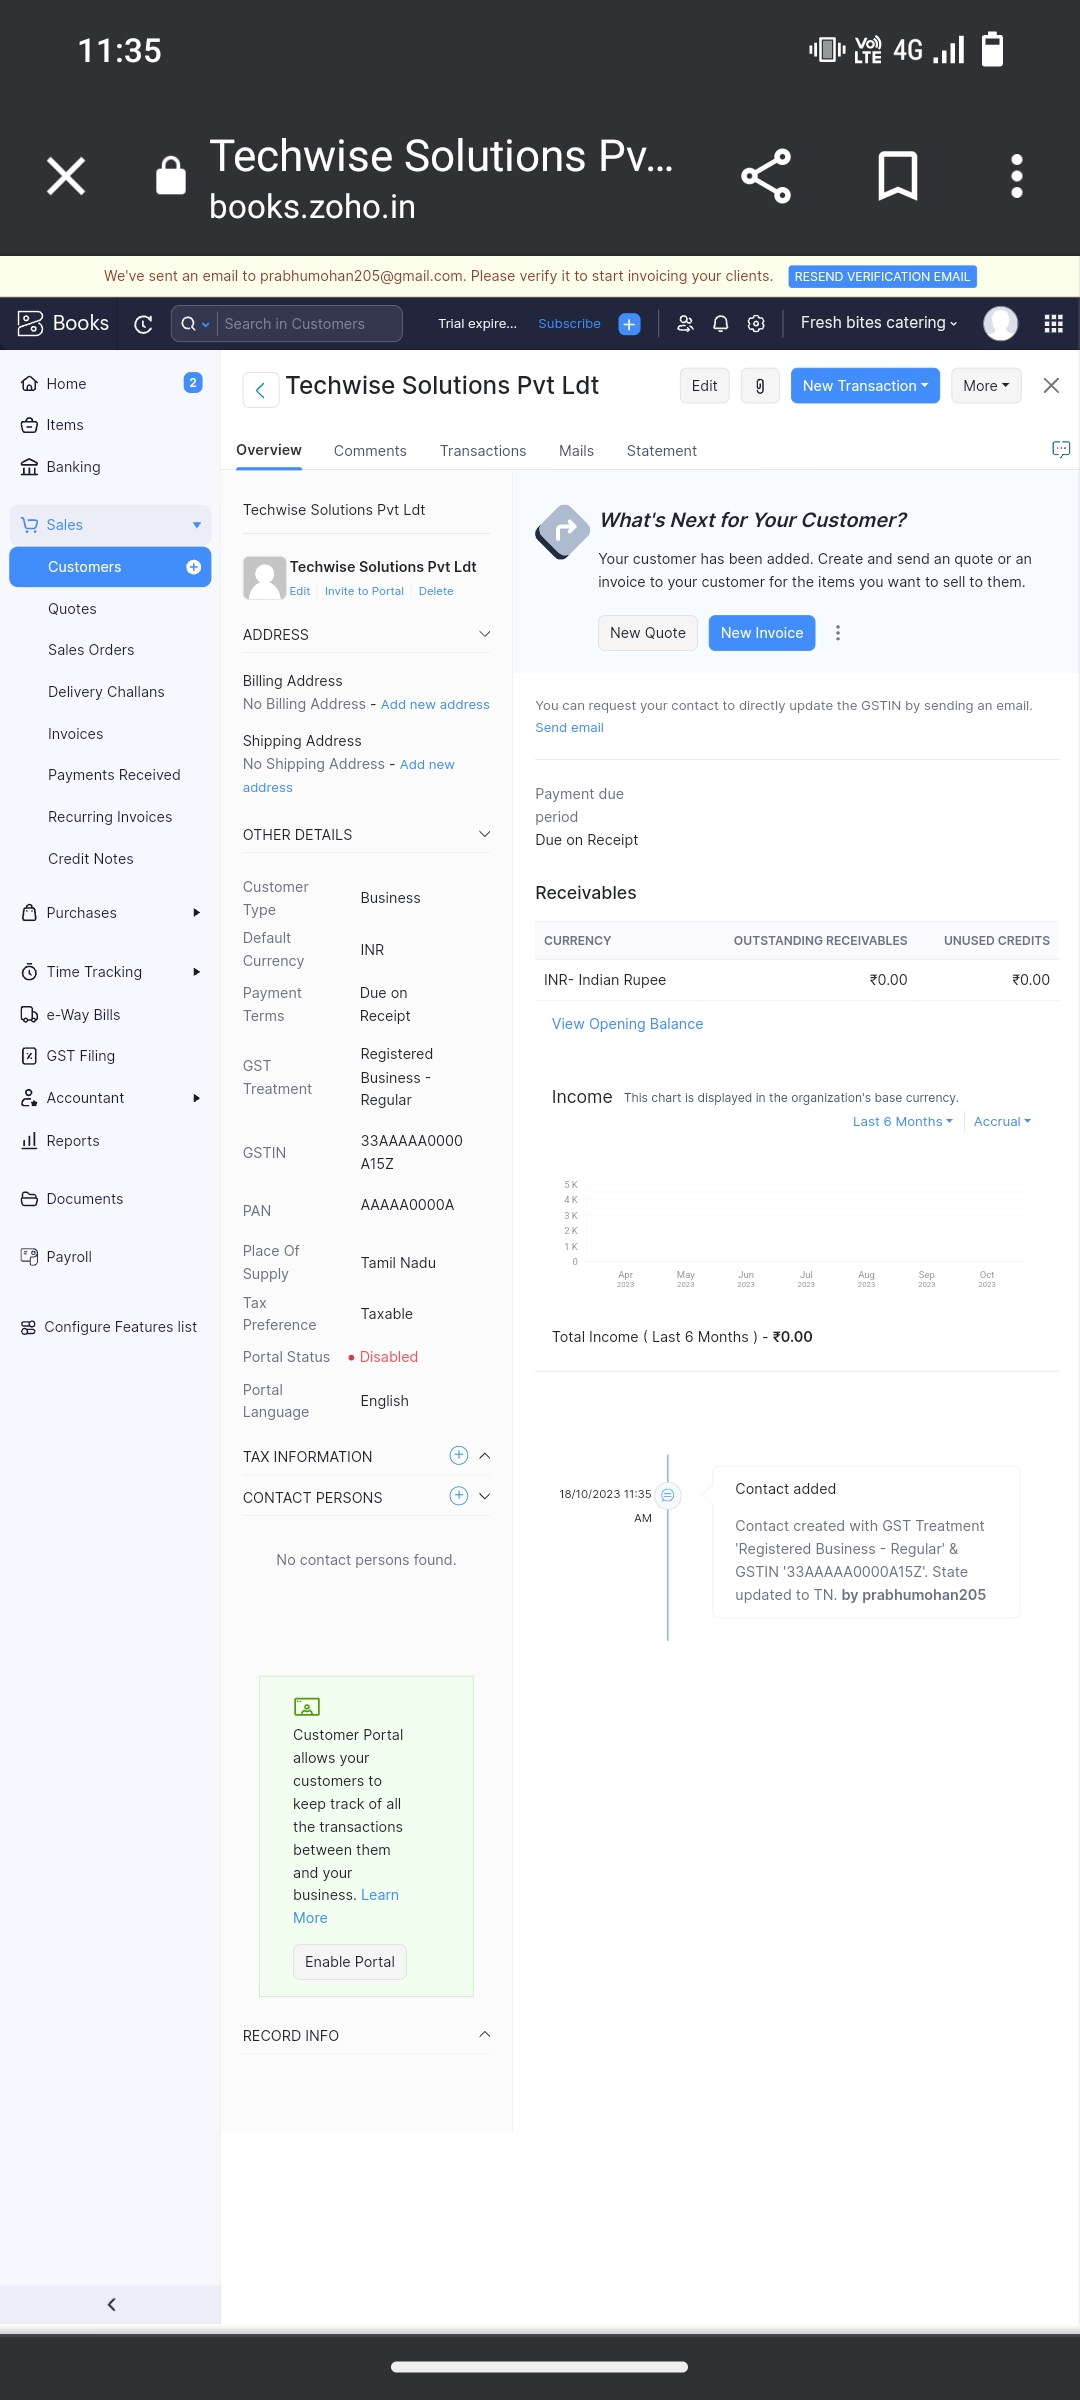 11:35
Vo)) LTE 4G
Techwise Solutions Pv...
books.zoho.in
We've sent an email to prabhumohan205@gmail.com. Please verify it to start invoicing your clients. RESEND VERIFICATION EMAIL
Books Search in Customers Trial expire... Subscribe Fresh bites catering
Home 2
Items
Banking
Sales
Customers
Quotes
Sales Orders
Delivery Challans
Invoices
Payments Received
Recurring Invoices
Credit Notes
Purchases
Time Tracking
e-Way Bills
GST Filing
Accountant
Reports
Documents
Payroll
Configure Features list
Techwise Solutions Pvt Ldt Edit New Transaction More
Overview Comments Transactions Mails Statement
Techwise Solutions Pvt Ldt
Techwise Solutions Pvt Ldt
Edit Invite to Portal Delete
ADDRESS
Billing Address
No Billing Address - Add new address
Shipping Address
No Shipping Address - Add new
address
OTHER DETAILS
Customer
Type
Business
Default
Currency
INR
Payment
Terms
Due on
Receipt
GST
Treatment
Registered
Business -
Regular
GSTIN
33AAAAA0000
A15Z
PAN
AAAAA0000A
Place Of
Supply
Tamil Nadu
Tax
Preference
Taxable
Portal Status • Disabled
Portal
Language
English
TAX INFORMATION
CONTACT PERSONS
No contact persons found.
Customer Portal
allows your
customers to
keep track of all
the transactions
between them
and your
business. Learn
More
Enable Portal
RECORD INFO
What's Next for Your Customer?
Your customer has been added. Create and send an quote or an
invoice to your customer for the items you want to sell to them.
New Quote New Invoice
You can request your contact to directly update the GSTIN by sending an email.
Send email
Payment due
period
Due on Receipt
Receivables
CURRENCY OUTSTANDING RECEIVABLES UNUSED CREDITS
INR- Indian Rupee ₹0.00 ₹0.00
View Opening Balance
Income This chart is displayed in the organization's base currency.
Last 6 Months Accrual
5 K
4 K
3 K
2 K
1 K
0
Apr May Jun Jul Aug Sep Oct
2023 2023 2023 2023 2023 2023 2023
Total Income ( Last 6 Months ) - ₹0.00
18/10/2023 11:35
AM
Contact added
Contact created with GST Treatment
'Registered Business - Regular' &
GSTIN '33AAAAA0000A15Z'. State
updated to TN. by prabhumohan205